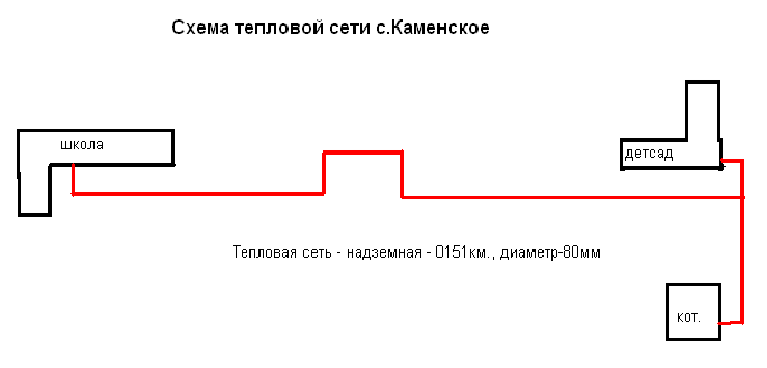 Схема тепловой сети с.Каменское
школа
детсад
Тепловая сеть - надземная - 0151км., диаметр-80мм
кот.